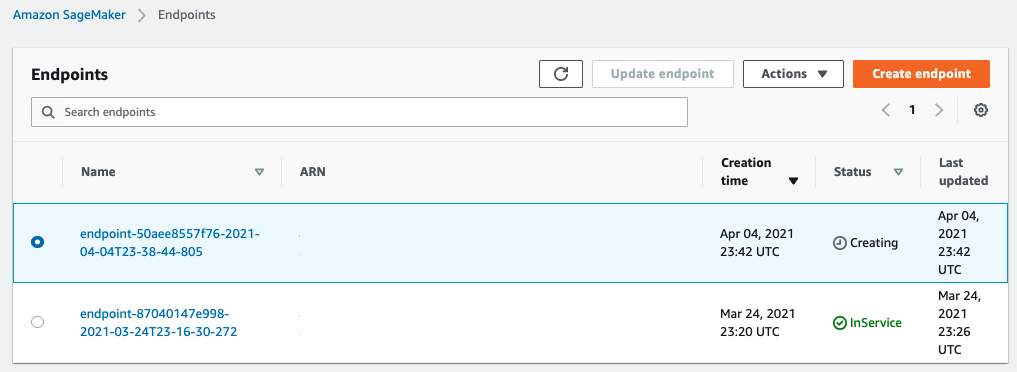 Amazon SageMaker > Endpoints
Endpoints
Update endpoint
Actions
Create endpoint
Search endpoints
1
Name
ARN
Creation
time
Status
Last
updated
endpoint-50aee8557f76-2021-
04-04T23-38-44-805
Apr 04, 2021
23:42 UTC
Creating
Apr 04,
2021
23:42
UTC
endpoint-87040147e998-
2021-03-24T23-16-30-272
Mar 24, 2021
23:20 UTC
InService
Mar 24,
2021
23:26
UTC